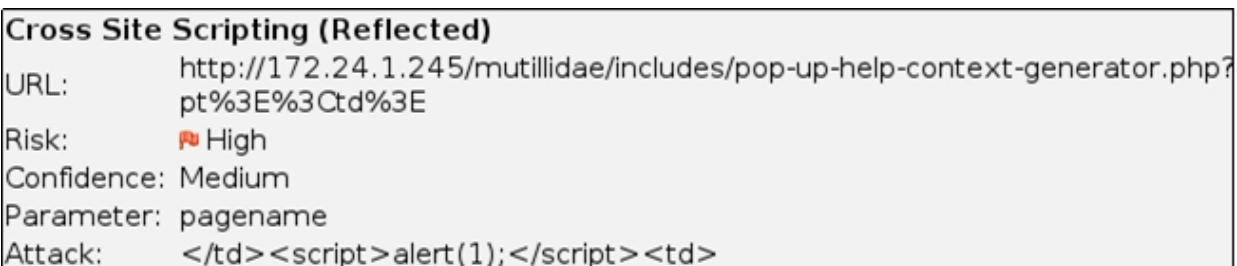 Cross Site Scripting (Reflected)
URL: http://172.24.1.245/mutillidae/includes/pop-up-help-context-generator.php?
pt%3E%3Ctd%3E
Risk: High
Confidence: Medium
Parameter: pagename
Attack: </td><script>alert(1);</script><td>